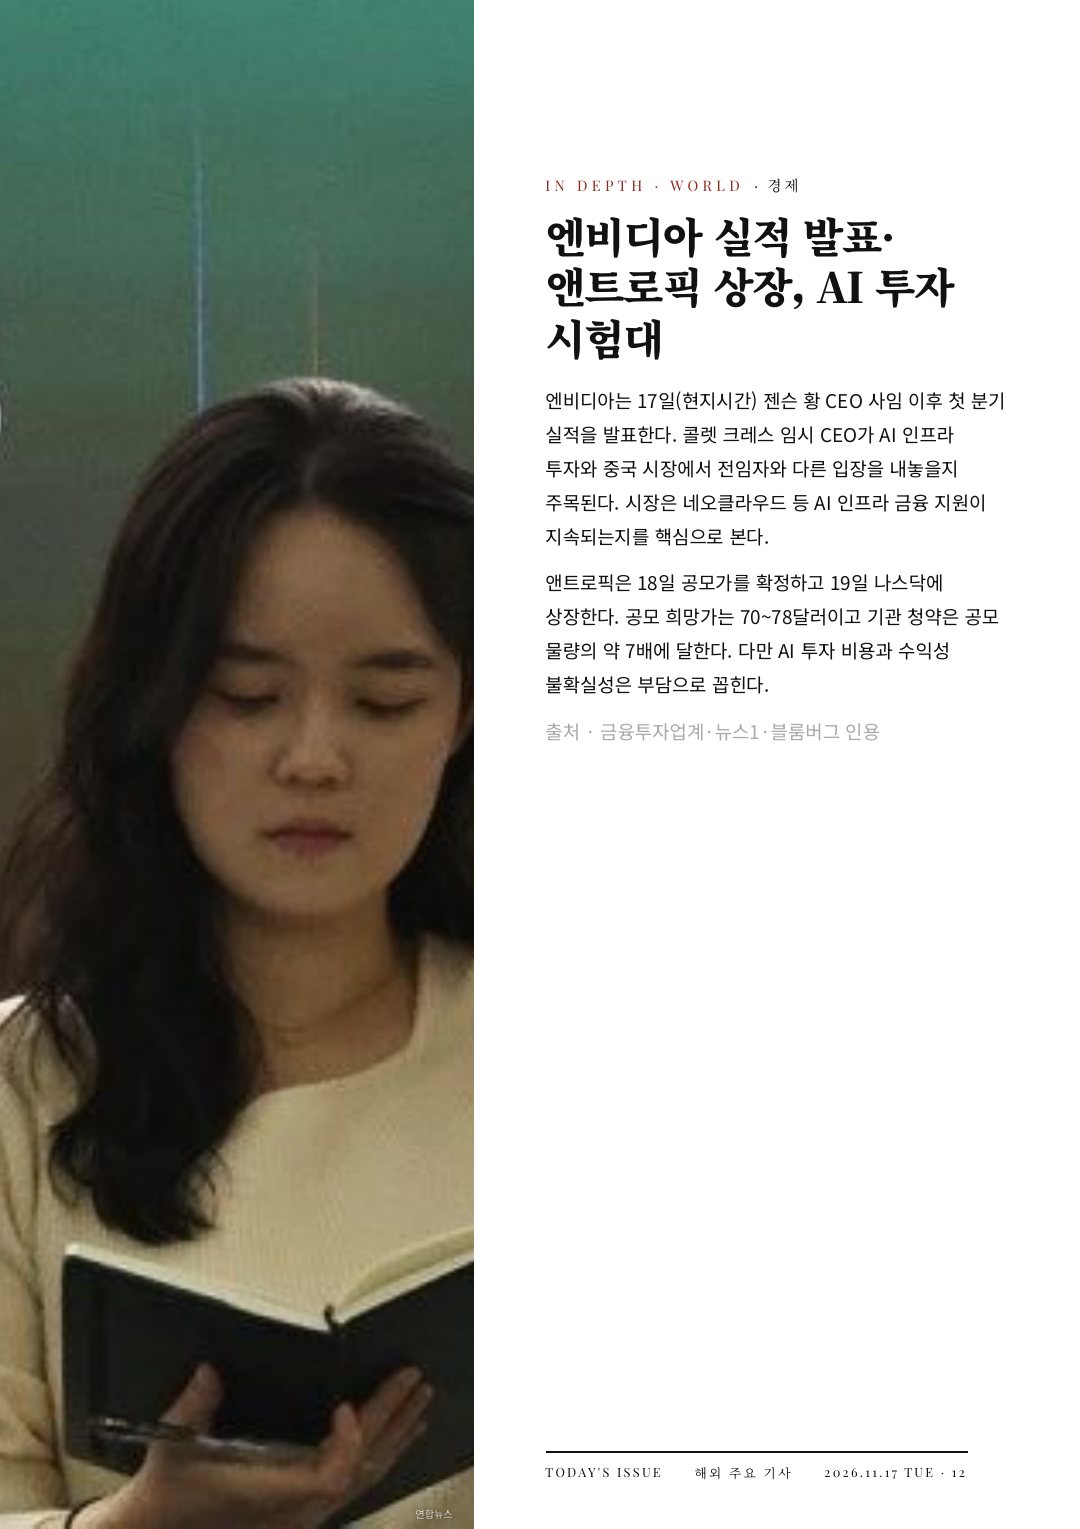 IN DEPTH · WORLD · 경제
엔비디아 실적 발표·
앤트로픽 상장, AI 투자
시험대
엔비디아는 17일(현지시간) 젠슨 황 CEO 사임 이후 첫 분기
실적을 발표한다. 콜렛 크레스 임시 CEO가 AI 인프라
투자와 중국 시장에서 전임자와 다른 입장을 내놓을지
주목된다. 시장은 네오클라우드 등 AI 인프라 금융 지원이
지속되는지를 핵심으로 본다.
앤트로픽은 18일 공모가를 확정하고 19일 나스닥에
상장한다. 공모 희망가는 70~78달러이고 기관 청약은 공모
물량의 약 7배에 달한다. 다만 AI 투자 비용과 수익성
불확실성은 부담으로 꼽힌다.
출처 · 금융투자업계·뉴스1·블룸버그 인용
TODAY'S ISSUE 해외 주요 기사 2026.11.17 TUE · 12
연합뉴스